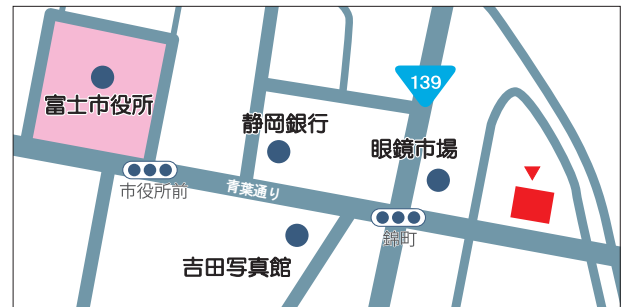 139
富士市役所
静岡銀行
眼鏡市場
市役所前
青葉通り
錦町
吉田写真館